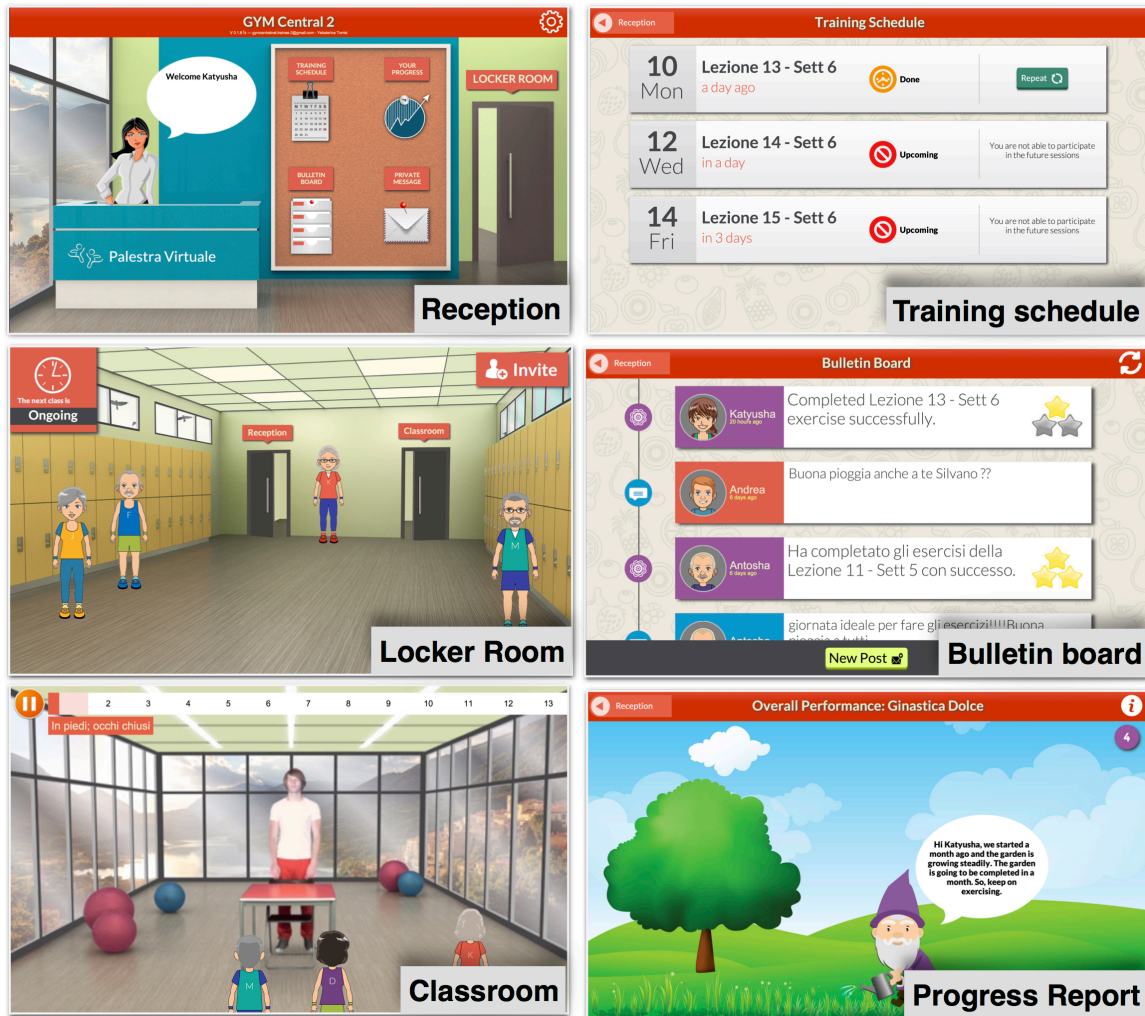 GYM Central 2
Welcome Katyusha
TRAINING
SCHEDULE
YOUR
PROGRESS
LOCKER ROOM
BULLETIN
BOARD
PRIVATE
MESSAGE
Palestra Virtuale
Reception
Reception
Training Schedule
10
Mon
Lezione 13 - Sett 6
a day ago
Done
Repeat
12
Wed
Lezione 14 - Sett 6
in a day
Upcoming
You are not able to participate
in the future sessions
14
Fri
Lezione 15 - Sett 6
in 3 days
Upcoming
You are not able to participate
in the future sessions
Training schedule
The next class is
Ongoing
Invite
Reception
Classroom
J
F
K
M
Locker Room
Reception
Bulletin Board
Katyusha
20 hours ago
Completed Lezione 13 - Sett 6
exercise successfully.
Andrea
6 days ago
Buona pioggia anche a te Silvano ??
Antosha
6 days ago
Ha completato gli esercisi della
Lezione 11 - Sett 5 con successo.
giornata ideale per fare gli esercizi!!!!Buona
New Post
Bulletin board
2 3 4 5 6 7 8 9 10 11 12 13
In piedi; occhi chiusi
M
D
K
Classroom
Reception
Overall Performance: Ginastica Dolce
i
4
Hi Katyusha, we started a
month ago and the garden is
growing steadily. The garden
is going to be completed in a
month. So, keep on
exercising.
Progress Report